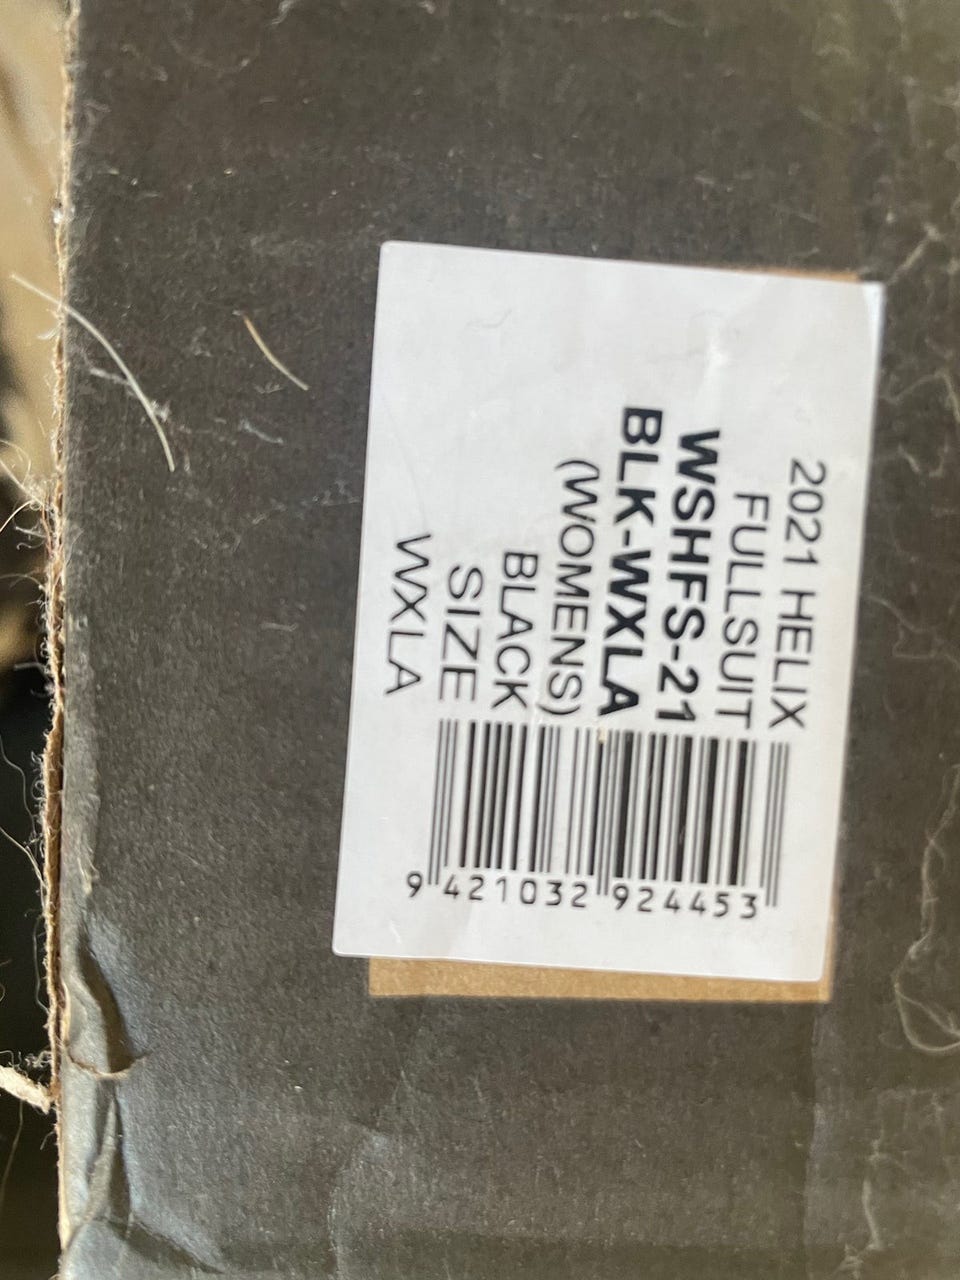 2021 HELIX
FULLSUIT
WSHFS-21
BLK-WXLA
(WOMENS)
BLACK
SIZE
WXLA
9 421032 924453